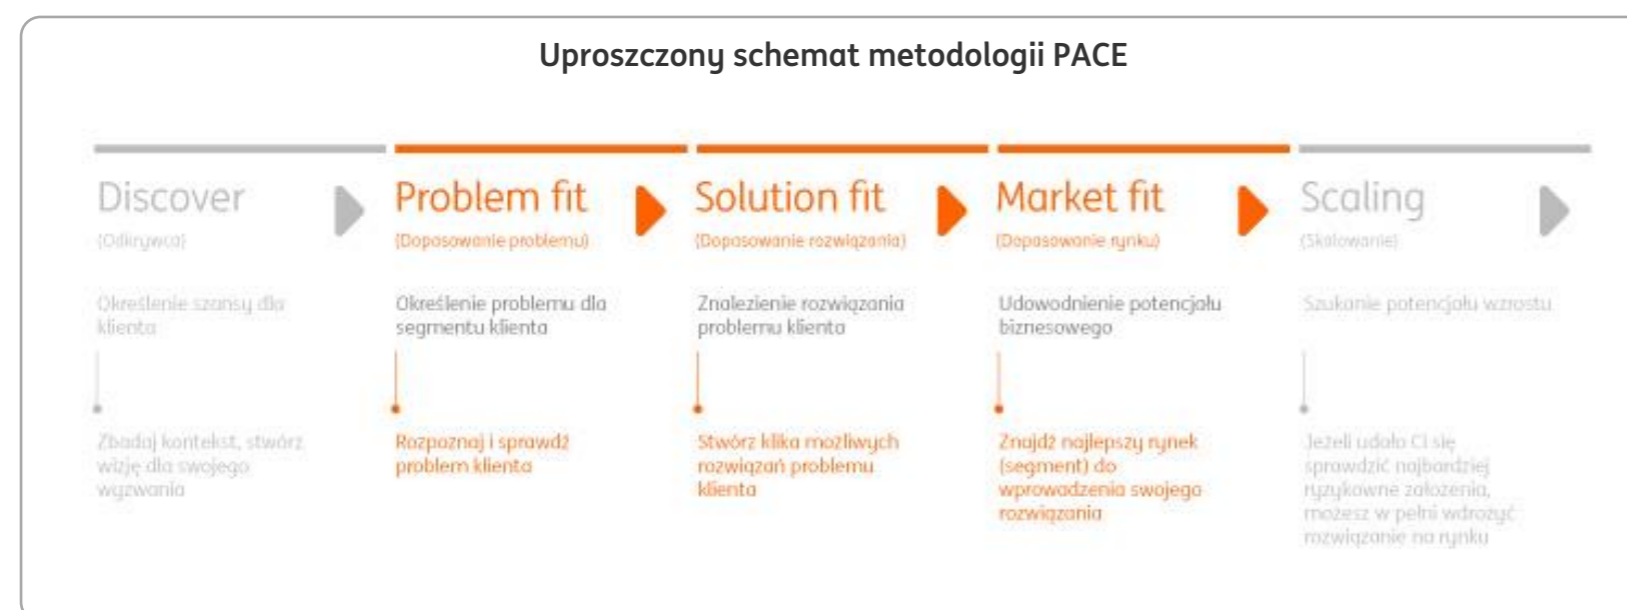 Uproszczony schemat metodologii PACE
Discover
(Odkrywca)
Określenie szansy dla
klienta
Zbadaj kontekst, stwórz
wizję dla swojego
wyzwania
Problem fit
(Dopasowanie problemu)
Określenie problemu dla
segmentu klienta
Rozpoznaj i sprawdź
problem klienta
Solution fit
(Dopasowanie rozwiązania)
Znalezienie rozwiązania
problemu klienta
Stwórz klika możliwych
rozwiązań problemu
klienta
Market fit
(Dopasowanie rynku)
Udowodnienie potencjału
biznesowego
Znajdź najlepszy rynek
(segment) do
wprowadzenia swojego
rozwiązania
Scaling
(Skalowanie)
Szukanie potencjału wzrostu
Jeżeli udało Ci się
sprawdzić najbardziej
ryzykowne założenia,
możesz w pełni wdrożyć
rozwiązanie na rynku